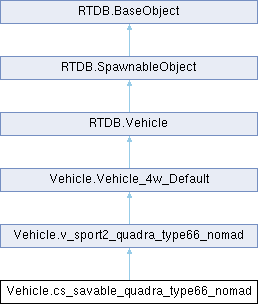 RTDB.BaseObject
RTDB.SpawnableObject
RTDB.Vehicle
Vehicle.Vehicle_4w_Default
Vehicle.v_sport2_quadra_type66_nomad
Vehicle.cs_savable_quadra_type66_nomad